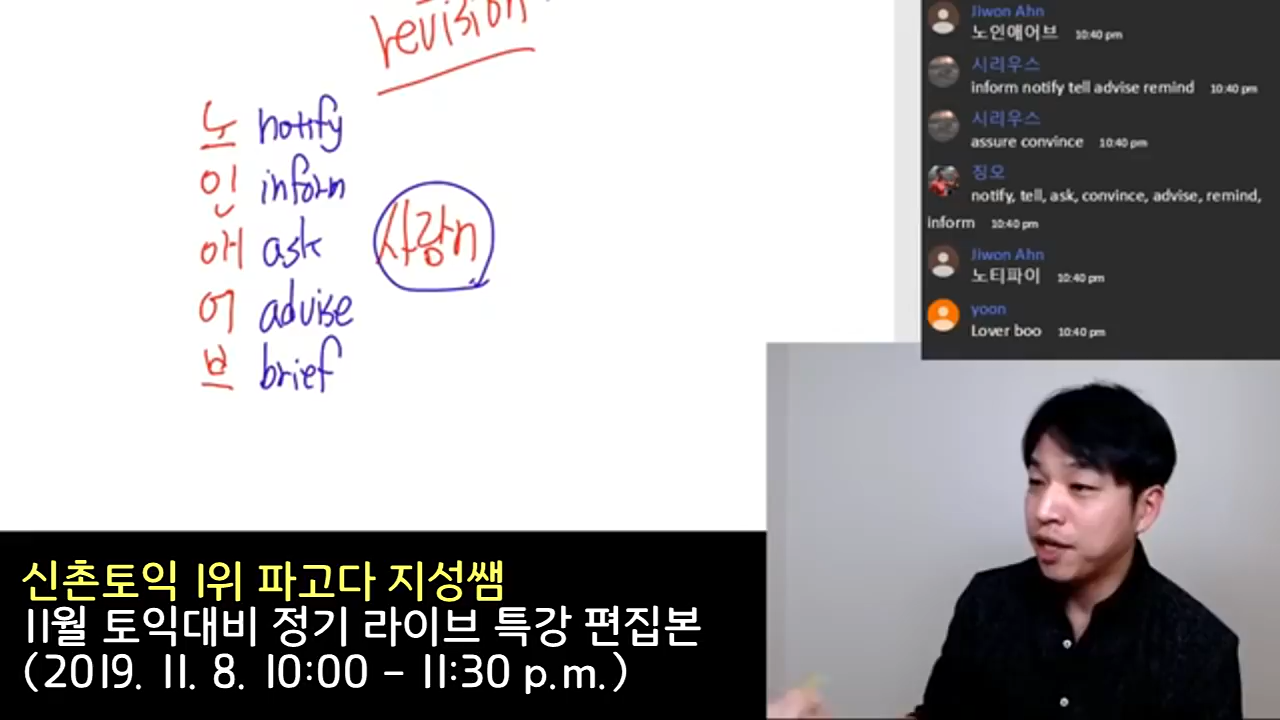 revision
노 notify
인 inform
애 ask
사람n
어 advise
브 brief
Jiwon Ahn
노인애어브 10:40 pm
시리우스
inform notify tell advise remind 10:40 pm
시리우스
assure convince 10:40 pm
징오
notify, tell, ask, convince, advise, remind,
inform 10:40 pm
Jiwon Ahn
노티파이 10:40 pm
yoon
Lover boo 10:40 pm
신촌토익 1위 파고다 지성쌤
11월 토익대비 정기 라이브 특강 편집본
(2019. 11. 8. 10:00 - 11:30 p.m.)